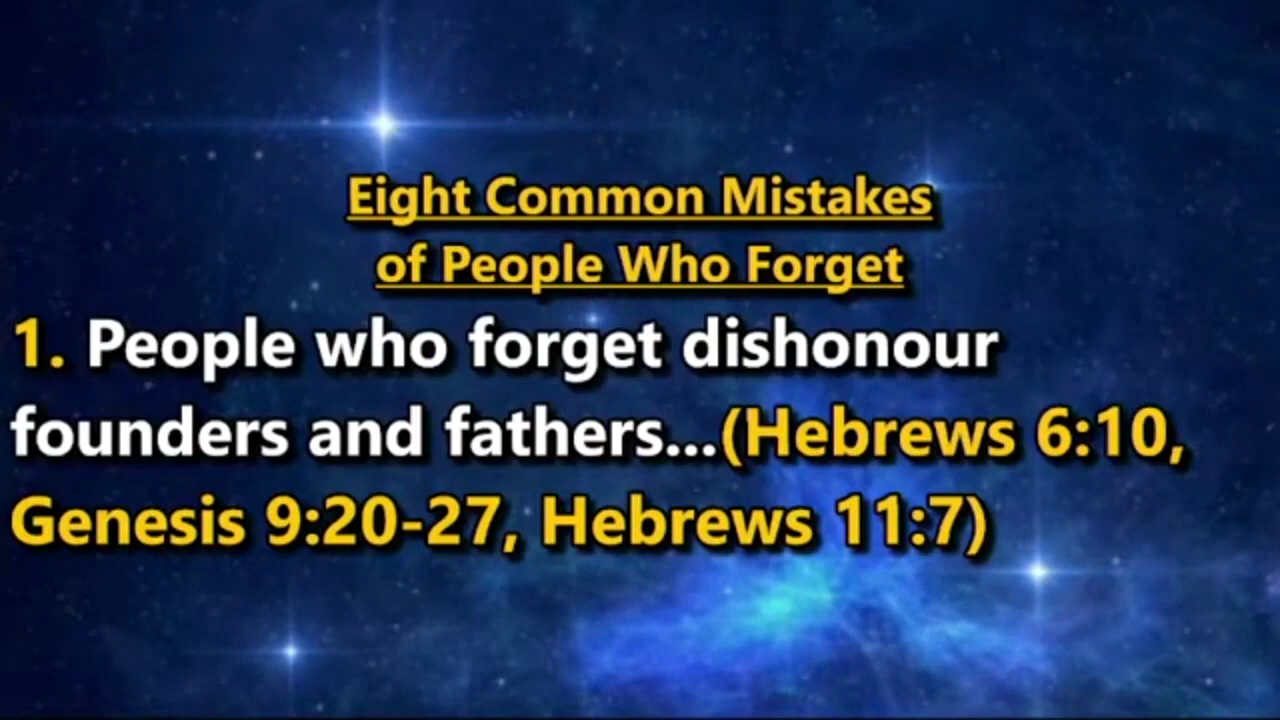 Eight Common Mistakes
of People Who Forget
1. People who forget dishonour
founders and fathers...(Hebrews 6:10,
Genesis 9:20-27, Hebrews 11:7)